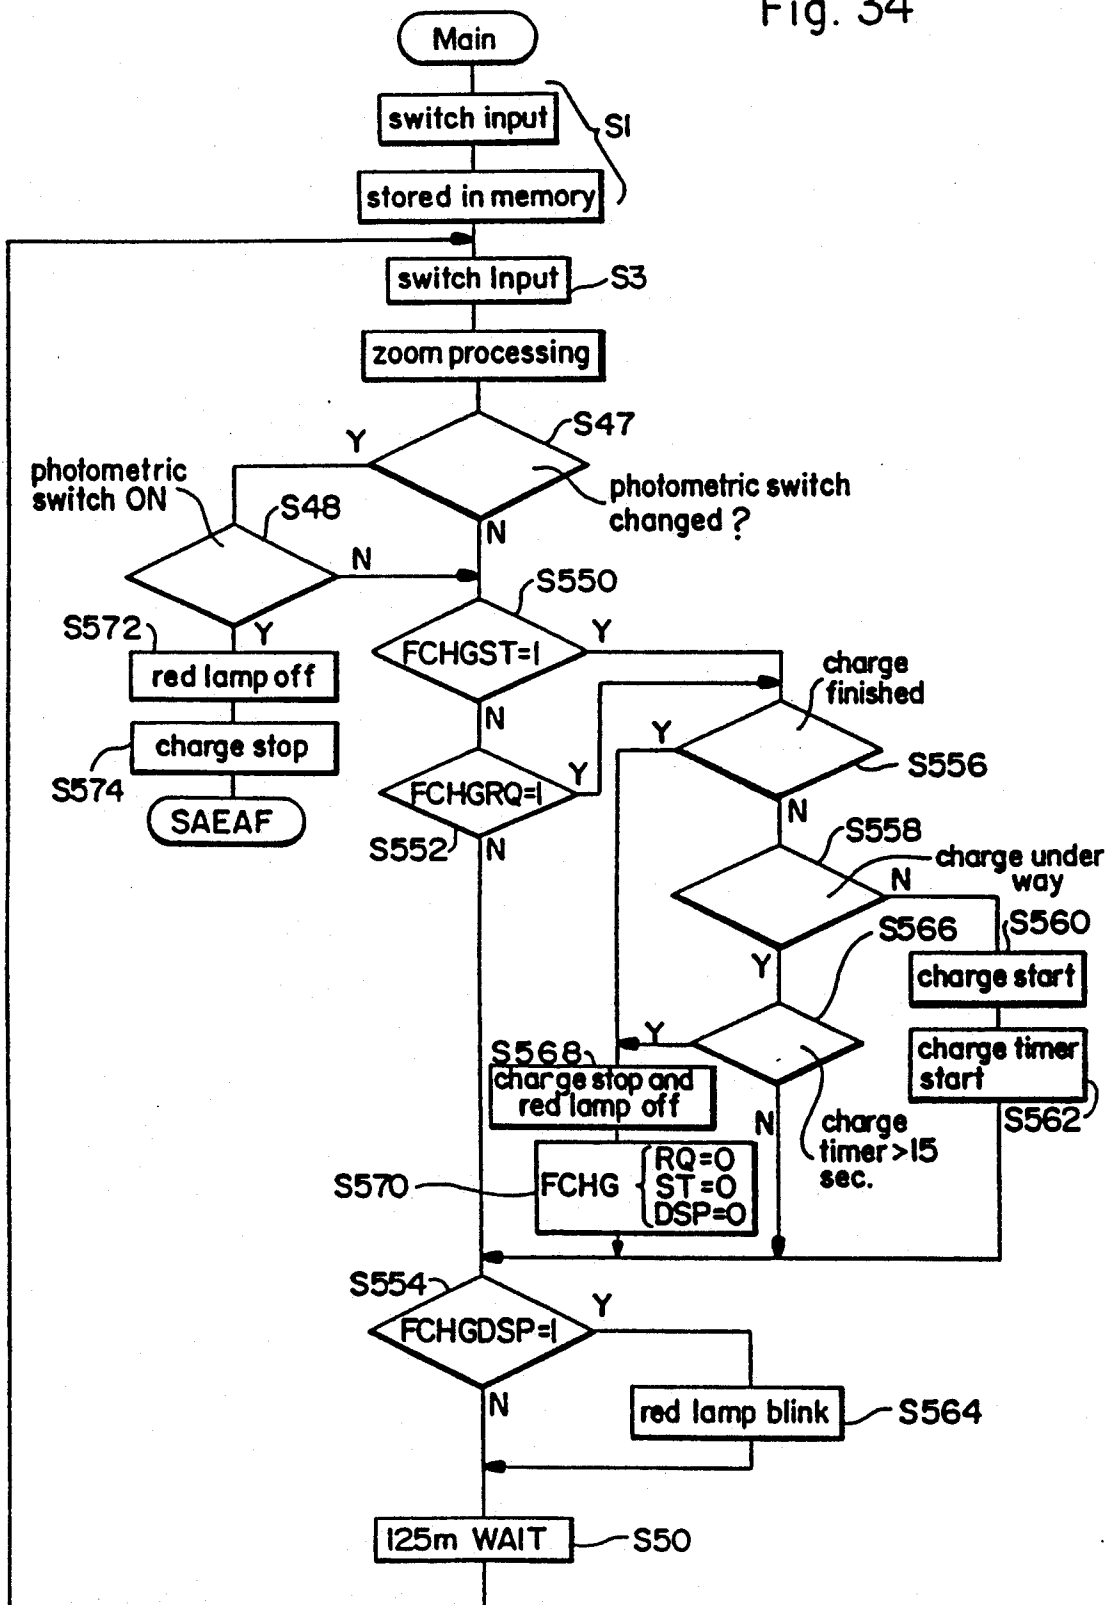 Fig. 34
Main
switch input
S1
stored in memory
switch Input
S3
zoom processing
S47
Y
photometric
switch ON
photometric switch
changed ?
S48
N
N
S550
S572
Y
FCHGST=1
Y
red lamp off
charge
finished
N
charge stop
Y
S556
S574
FCHGRQ=1
Y
SAEAF
N
S552
N
S558
charge under
way
N
S566
S560
Y
charge start
Y
S568
charge timer
start
charge stop and
red lamp off
S562
N
charge
timer>15
sec.
S570
FCHG
RQ=0
ST=0
DSP=0
S554
Y
FCHGDSP=1
N
red lamp blink
S564
125m WAIT
S50